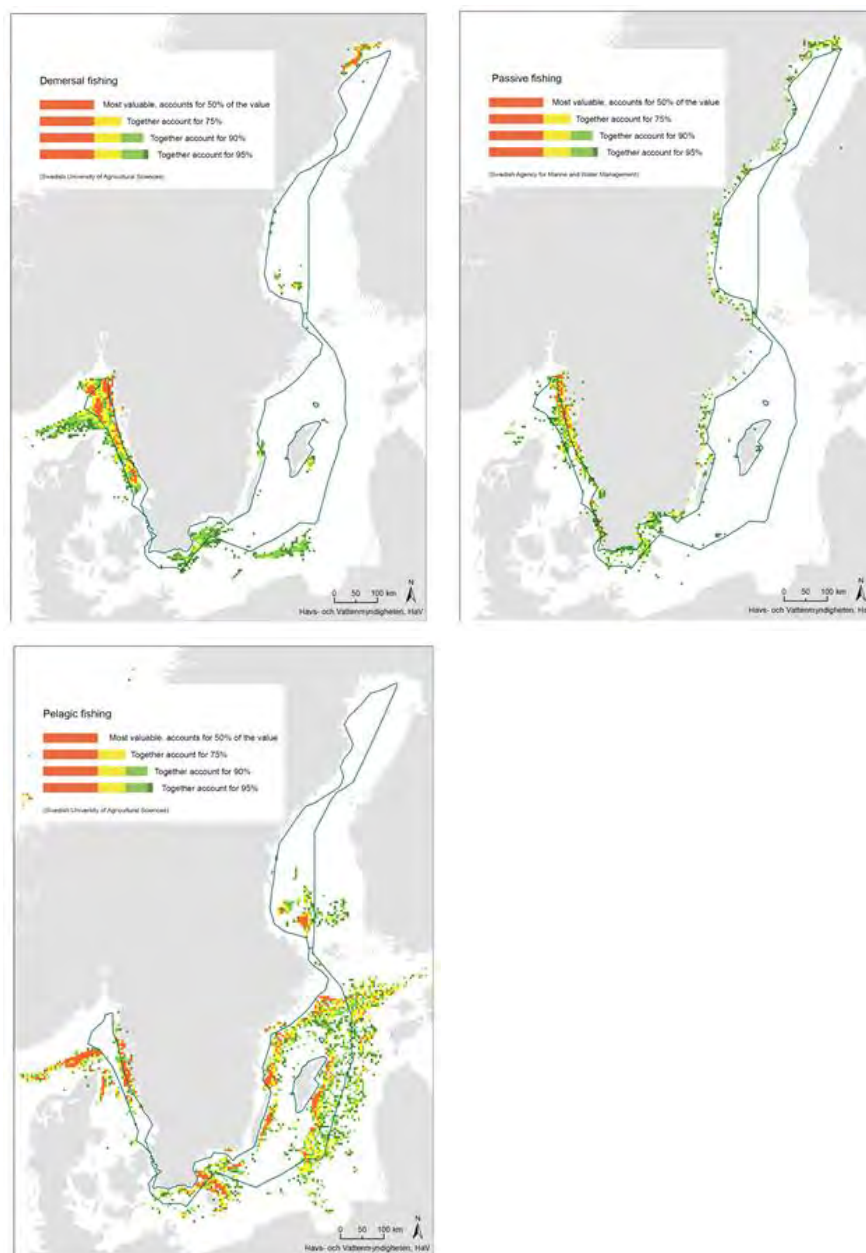 Demersal fishing
Most valuable, accounts for 50% of the value
Together account for 75%
Together account for 90%
Together account for 95%
(Swedish University of Agricultural Sciences)
N
0 50 100 km
Havs- och Vattenmyndigheten, HaV
Passive fishing
Most valuable, accounts for 50% of the value
Together account for 75%
Together account for 90%
Together account for 95%
(Swedish Agency for Marine and Water Management)
N
0 50 100 km
Havs- och Vattenmyndigheten, Ha
Pelagic fishing
Most valuable, accounts for 50% of the value
Together account for 75%
Together account for 90%
Together account for 95%
(Swedish University of Agricultural Sciences)
N
0 50 100 km
Havs- och Vattenmyndigheten, HAV